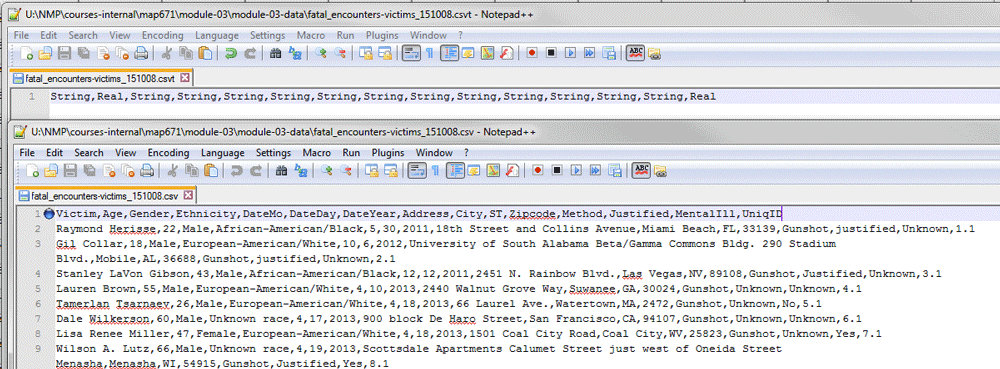 U:\NMP\courses-internal\map671\module-03\module-03-data\fatal_encounters-victims_151008.csvt - Notepad++
File Edit Search View Encoding Language Settings Macro Run Plugins Window ?
ABC
fatal_encounters-victims_151008.csvt
1 String,Real,String,String,String,String,String,String,String,String,String,String,String,String,Real
U:\NMP\courses-internal\map671\module-03\module-03-data\fatal_encounters-victims_151008.csv - Notepad++
File Edit Search View Encoding Language Settings Macro Run Plugins Window ?
ABC
fatal_encounters-victims_151008.csv
1 Victim,Age,Gender,Ethnicity,DateMo,DateDay,DateYear,Address,City,ST,Zipcode,Method,Justified,MentalIll,UniqID
2 Raymond Herisse,22,Male,African-American/Black,5,30,2011,18th Street and Collins Avenue,Miami Beach,FL,33139,Gunshot,justified,Unknown,1.1
3 Gil Collar,18,Male,European-American/White,10,6,2012,University of South Alabama Beta/Gamma Commons Bldg. 290 Stadium
Blvd.,Mobile,AL,36688,Gunshot,justified,Unknown,2.1
4 Stanley LaVon Gibson,43,Male,African-American/Black,12,12,2011,2451 N. Rainbow Blvd.,Las Vegas,NV,89108,Gunshot,Justified,Unknown,3.1
5 Lauren Brown,55,Male,European-American/White,4,10,2013,2440 Walnut Grove Way,Suwanee,GA,30024,Gunshot,Unknown,Unknown,4.1
6 Tamerlan Tsarnaev,26,Male,European-American/White,4,18,2013,66 Laurel Ave.,Watertown,MA,2472,Gunshot,Unknown,No,5.1
7 Dale Wilkerson,60,Male,Unknown race,4,17,2013,900 block De Haro Street,San Francisco,CA,94107,Gunshot,Unknown,Unknown,6.1
8 Lisa Renee Miller,47,Female,European-American/White,4,18,2013,1501 Coal City Road,Coal City,WV,25823,Gunshot,Unknown,Yes,7.1
9 Wilson A. Lutz,66,Male,Unknown race,4,19,2013,Scottsdale Apartments Calumet Street just west of Oneida Street
Menasha,Menasha,WI,54915,Gunshot,Justified,Yes,8.1